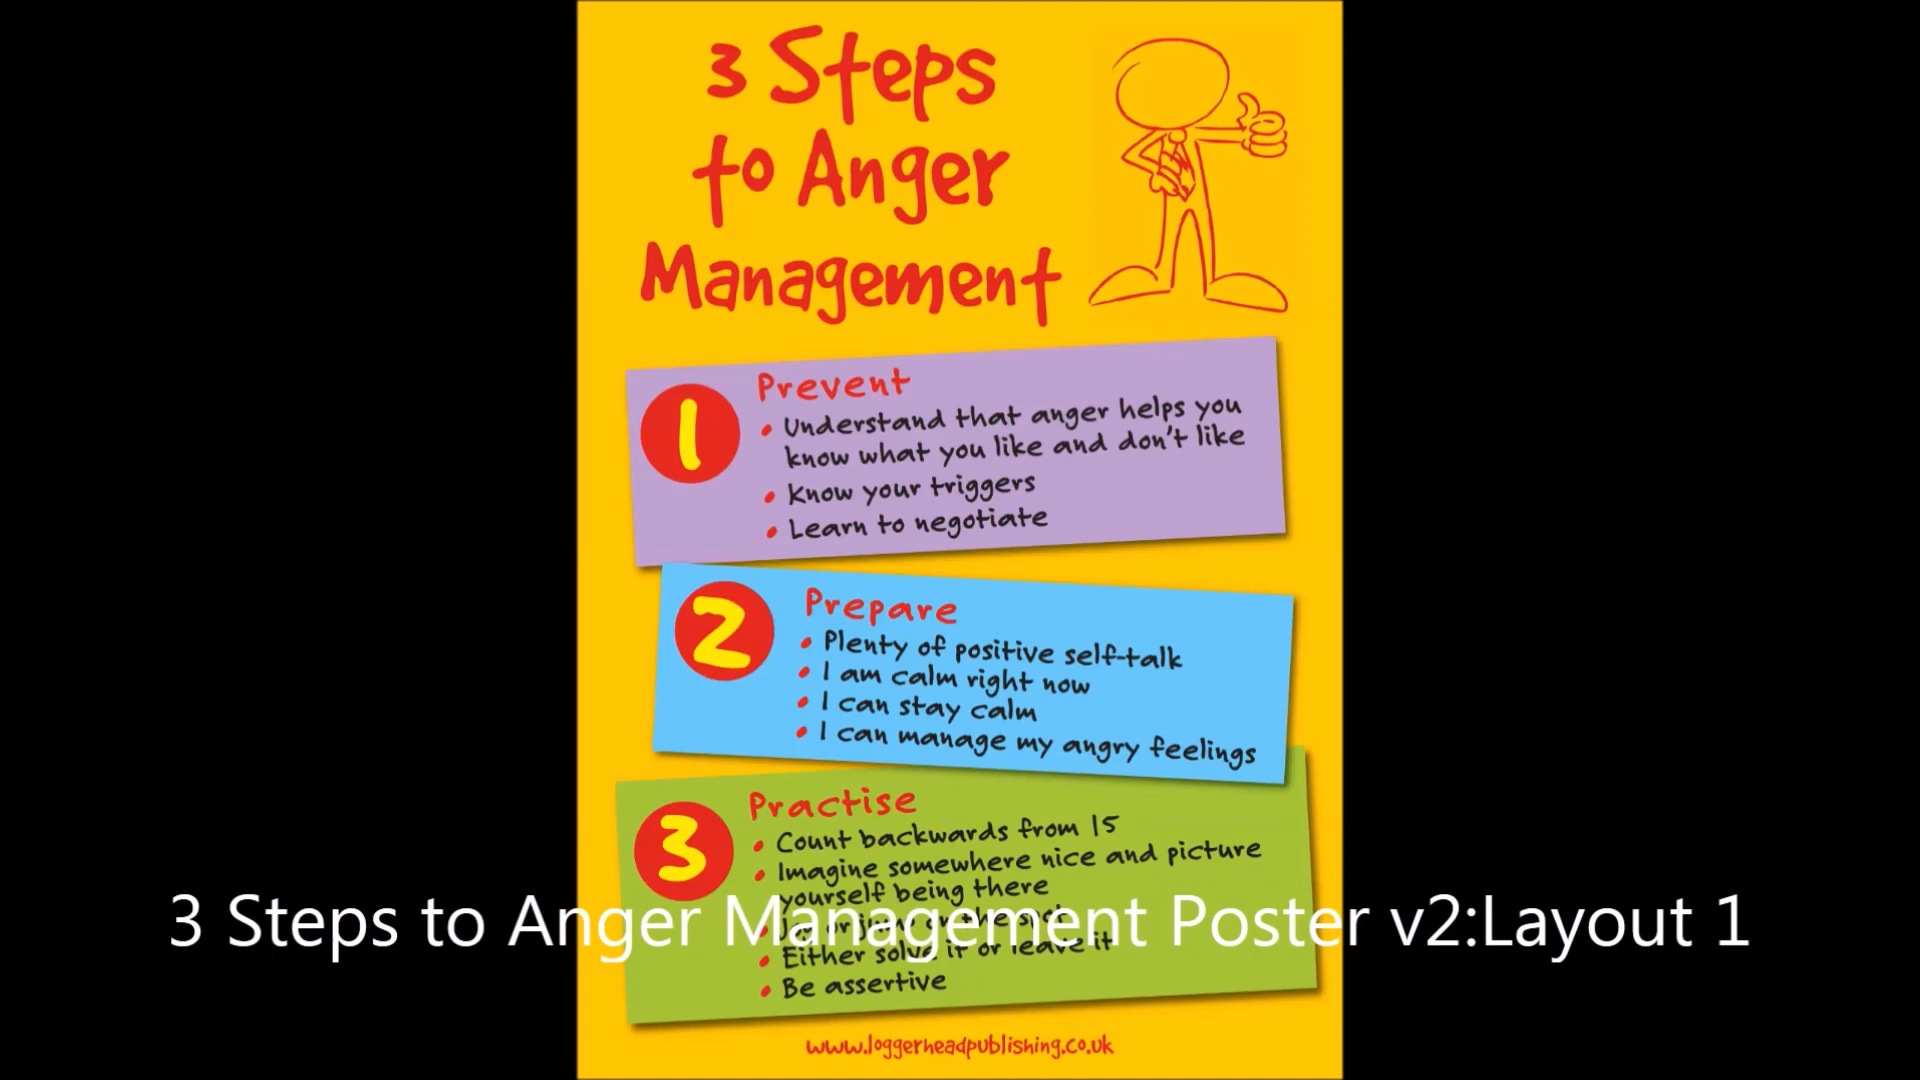 3 Steps
to Anger
Management
1
Prevent
• Understand that anger helps you
know what you like and don't like
• Know your triggers
• Learn to negotiate
2
Prepare
• Plenty of positive self-talk
• I am calm right now
• I can stay calm
• I can manage my angry feelings
3
Practise
• Count backwards from 15
• Imagine somewhere nice and picture
yourself being there
• or on the spot
• Either solve it or leave it
• Be assertive
3 Steps to Anger Management Poster v2:Layout 1
www.loggerheadpublishing.co.uk